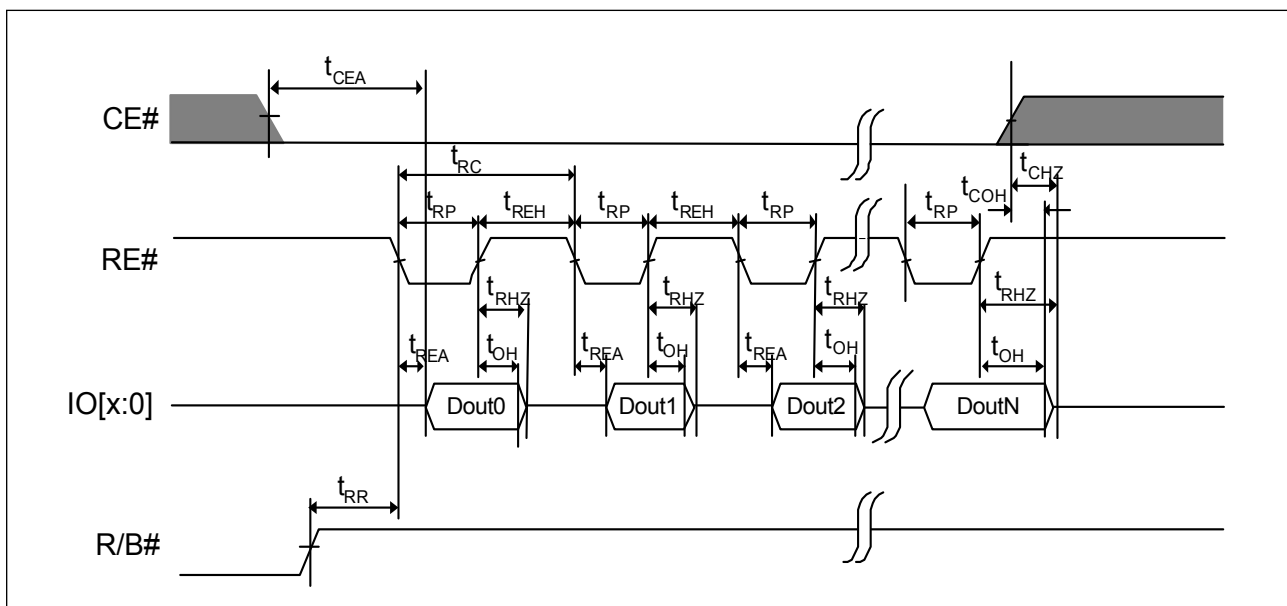 tCEA
CE#
tRC
tCHZ
tCOH
tRP tREH tRP tREH tRP tRP
RE#
tRHZ tRHZ tRHZ tRHZ
tREA tOH tREA tOH tREA tOH tOH
IO[x:0] Dout0 Dout1 Dout2 DoutN
tRR
R/B#